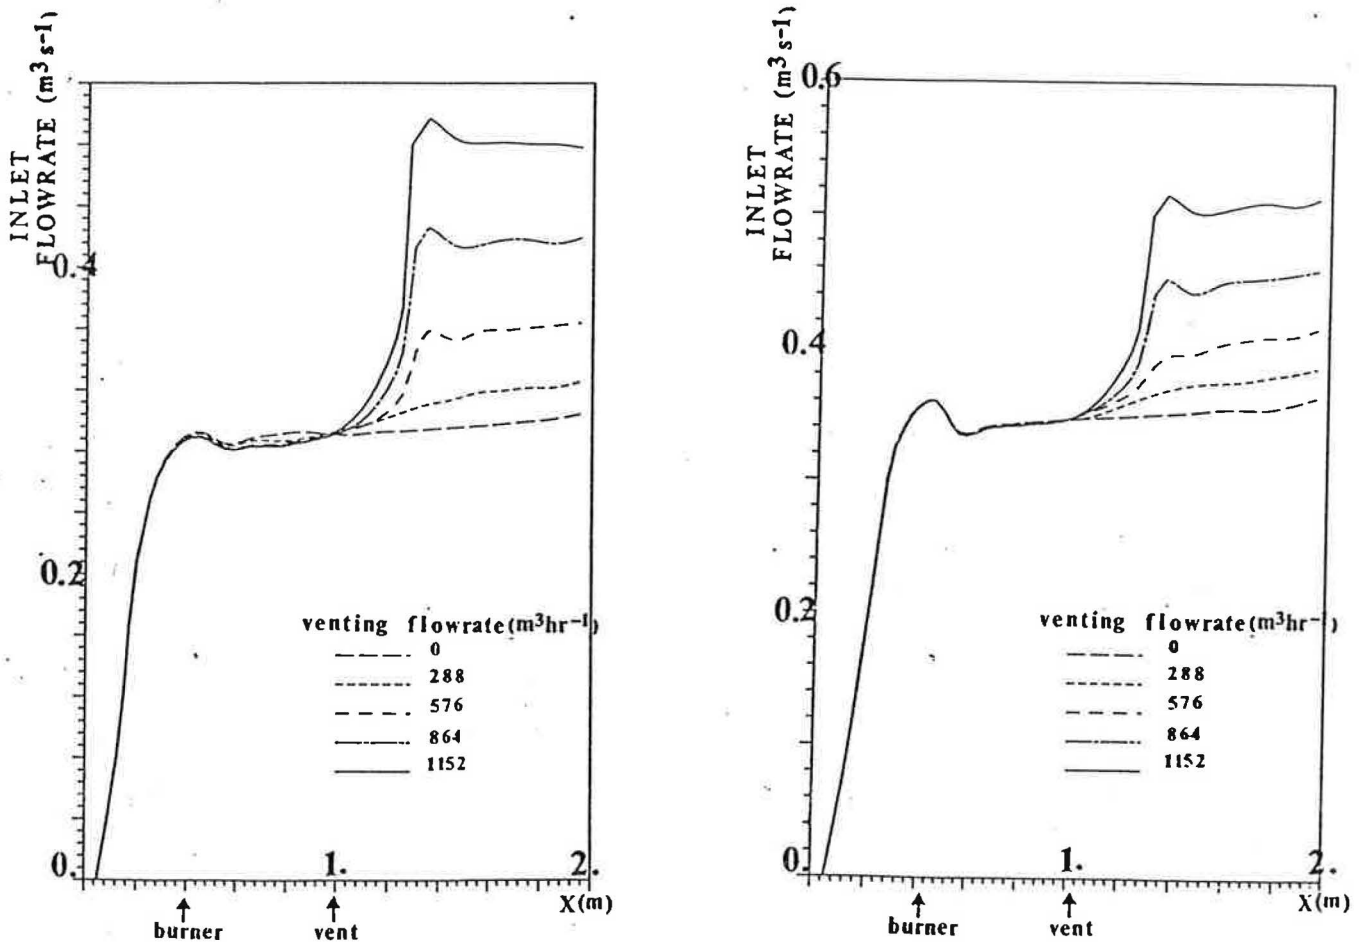 INLET
FLOWRATE (m³ s⁻¹)
0.4
0.2
0.
1.
2.
X(m)
burner
vent
venting flowrate(m³hr⁻¹)
0
288
576
864
1152
INLET
FLOWRATE (m³ s⁻¹)
0.6
0.4
0.2
0.
1.
2.
X(m)
burner
vent
venting flowrate(m³hr⁻¹)
0
288
576
864
1152